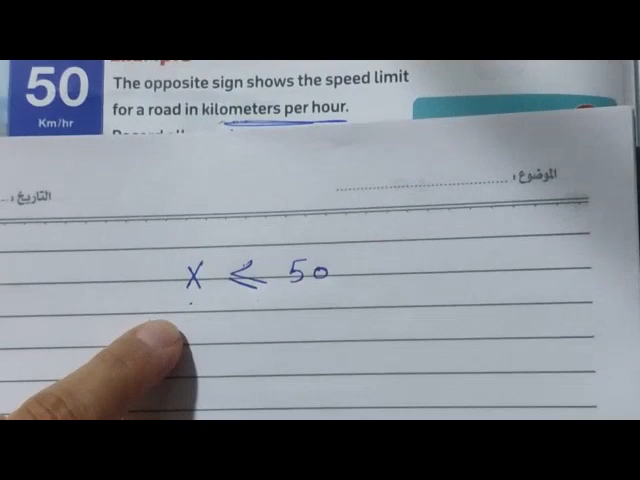 50
Km/hr
The opposite sign shows the speed limit
for a road in kilometers per hour.
الموضوع:
التاريخ:
x ≤ 50